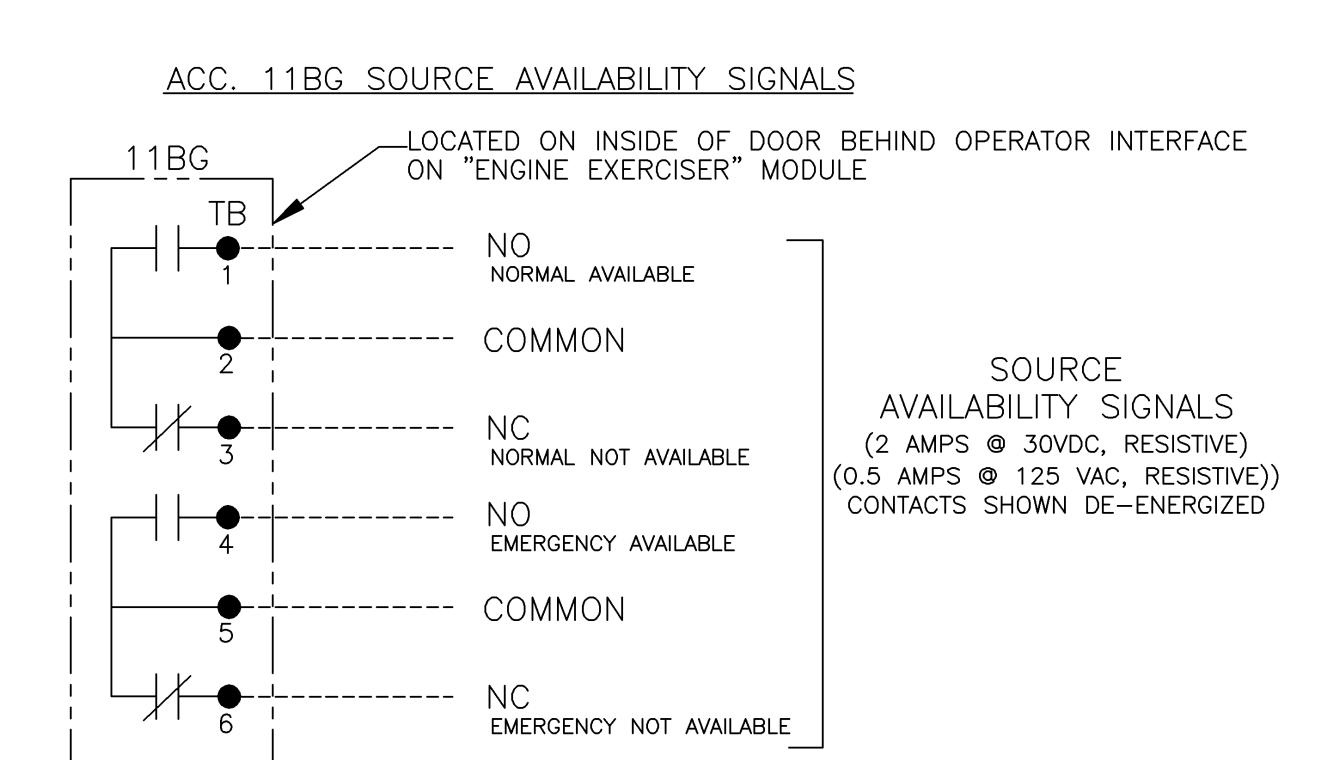 ACC. 11BG SOURCE AVAILABILITY SIGNALS
LOCATED ON INSIDE OF DOOR BEHIND OPERATOR INTERFACE
ON "ENGINE EXERCISER" MODULE
11BG
TB
1
NO
NORMAL AVAILABLE
2
COMMON
3
NC
NORMAL NOT AVAILABLE
4
NO
EMERGENCY AVAILABLE
5
COMMON
6
NC
EMERGENCY NOT AVAILABLE
SOURCE
AVAILABILITY SIGNALS
(2 AMPS @ 30VDC, RESISTIVE)
(0.5 AMPS @ 125 VAC, RESISTIVE))
CONTACTS SHOWN DE-ENERGIZED